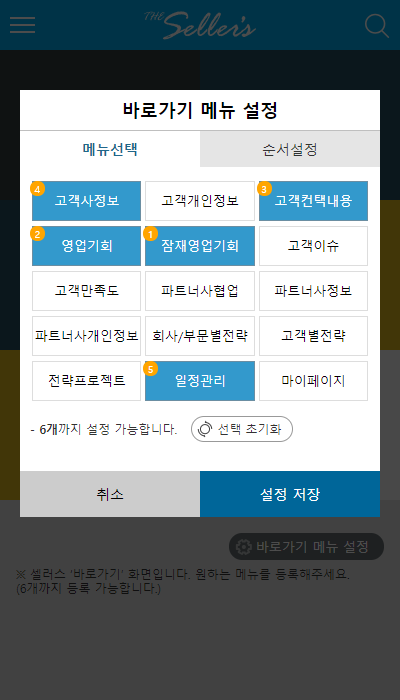 THE Seller's
바로가기 메뉴 설정
메뉴선택 순서설정
4 고객사정보 고객개인정보 3 고객컨택내용
2 영업기회 1 잠재영업기회 고객이슈
고객만족도 파트너사협업 파트너사정보
파트너사개인정보 회사/부문별전략 고객별전략
전략프로젝트 5 일정관리 마이페이지
- 6개까지 설정 가능합니다. 선택 초기화
취소 설정 저장
바로가기 메뉴 설정
※ 셀러스 '바로가기' 화면입니다. 원하는 메뉴를 등록해주세요.
(6개까지 등록 가능합니다.)